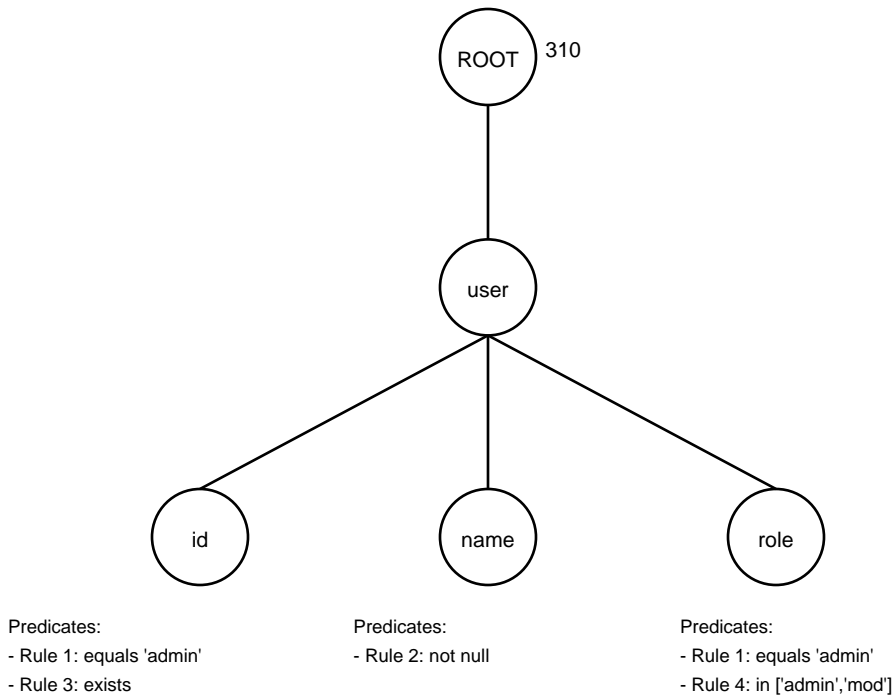 ROOT 310
user
id
name
role
Predicates:
- Rule 1: equals 'admin'
- Rule 3: exists
Predicates:
- Rule 2: not null
Predicates:
- Rule 1: equals 'admin'
- Rule 4: in ['admin','mod']